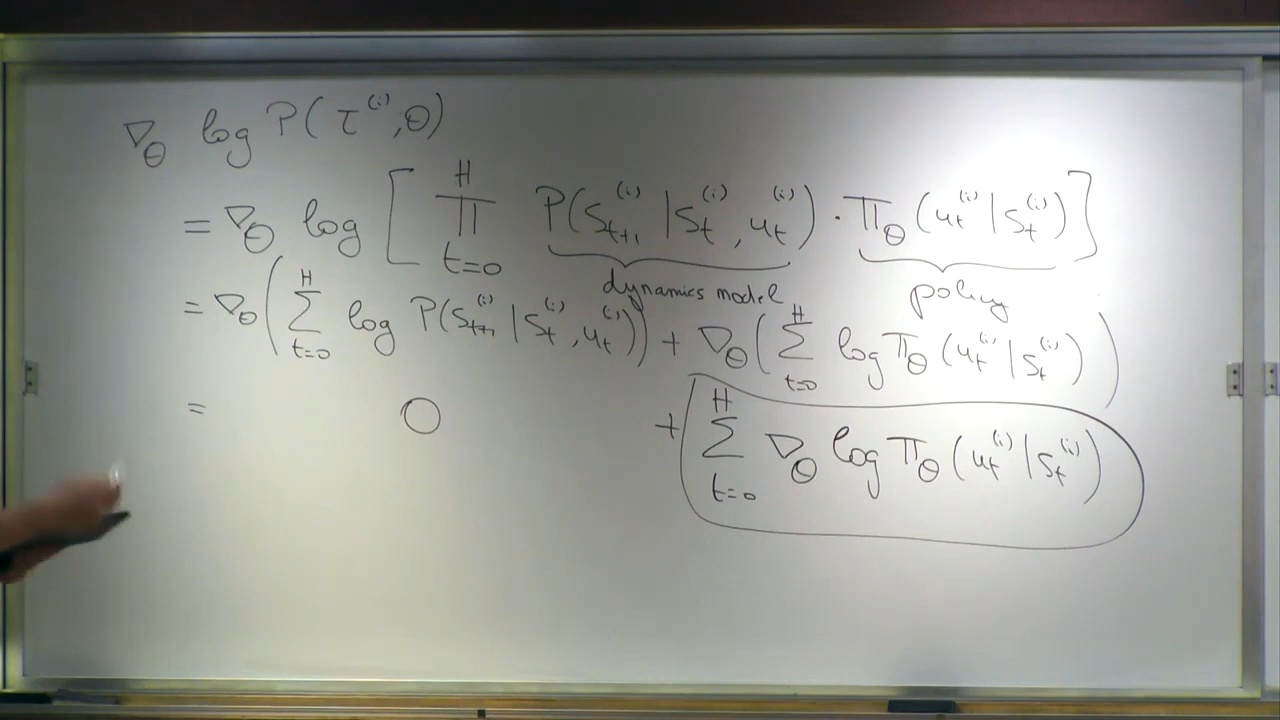 ∇_θ log P(τ^(i), θ)
= ∇_θ log [ ∏_{t=0}^{H} P(s_{t+1}^(i) | s_t^(i), u_t^(i)) · π_θ(u_t^(i) | s_t^(i)) ]
dynamics model policy
= ∇_θ ( ∑_{t=0}^{H} log P(s_{t+1}^(i) | s_t^(i), u_t^(i)) ) + ∇_θ ( ∑_{t=0}^{H} log π_θ(u_t^(i) | s_t^(i)) )
= 0 + ∑_{t=0}^{H} ∇_θ log π_θ(u_t^(i) | s_t^(i))